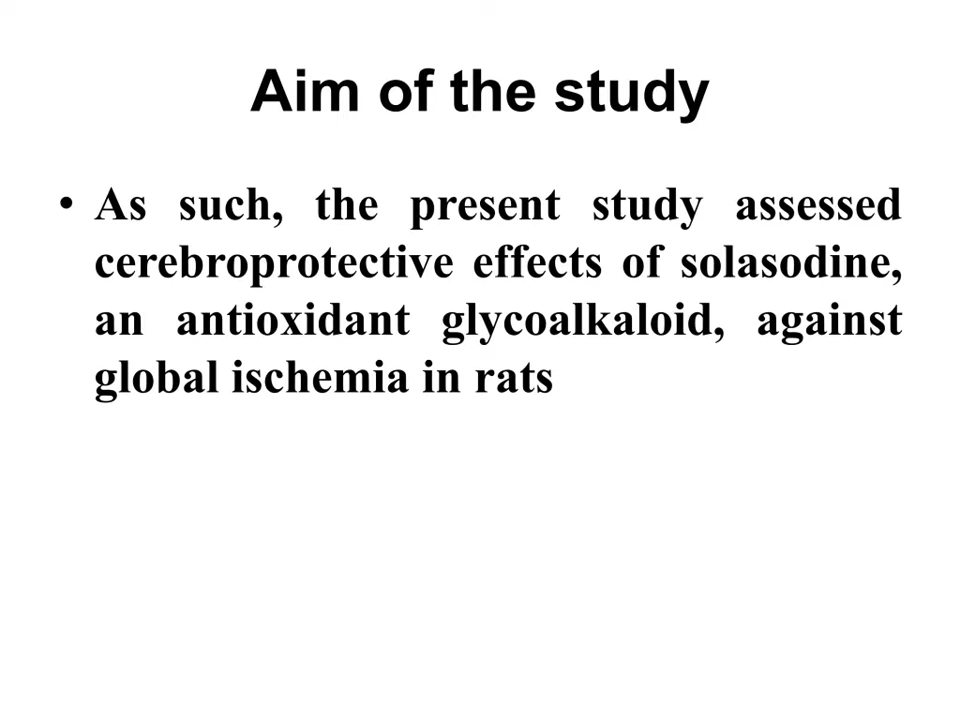 Aim of the study
• As such, the present study assessed
cerebroprotective effects of solasodine,
an antioxidant glycoalkaloid, against
global ischemia in rats